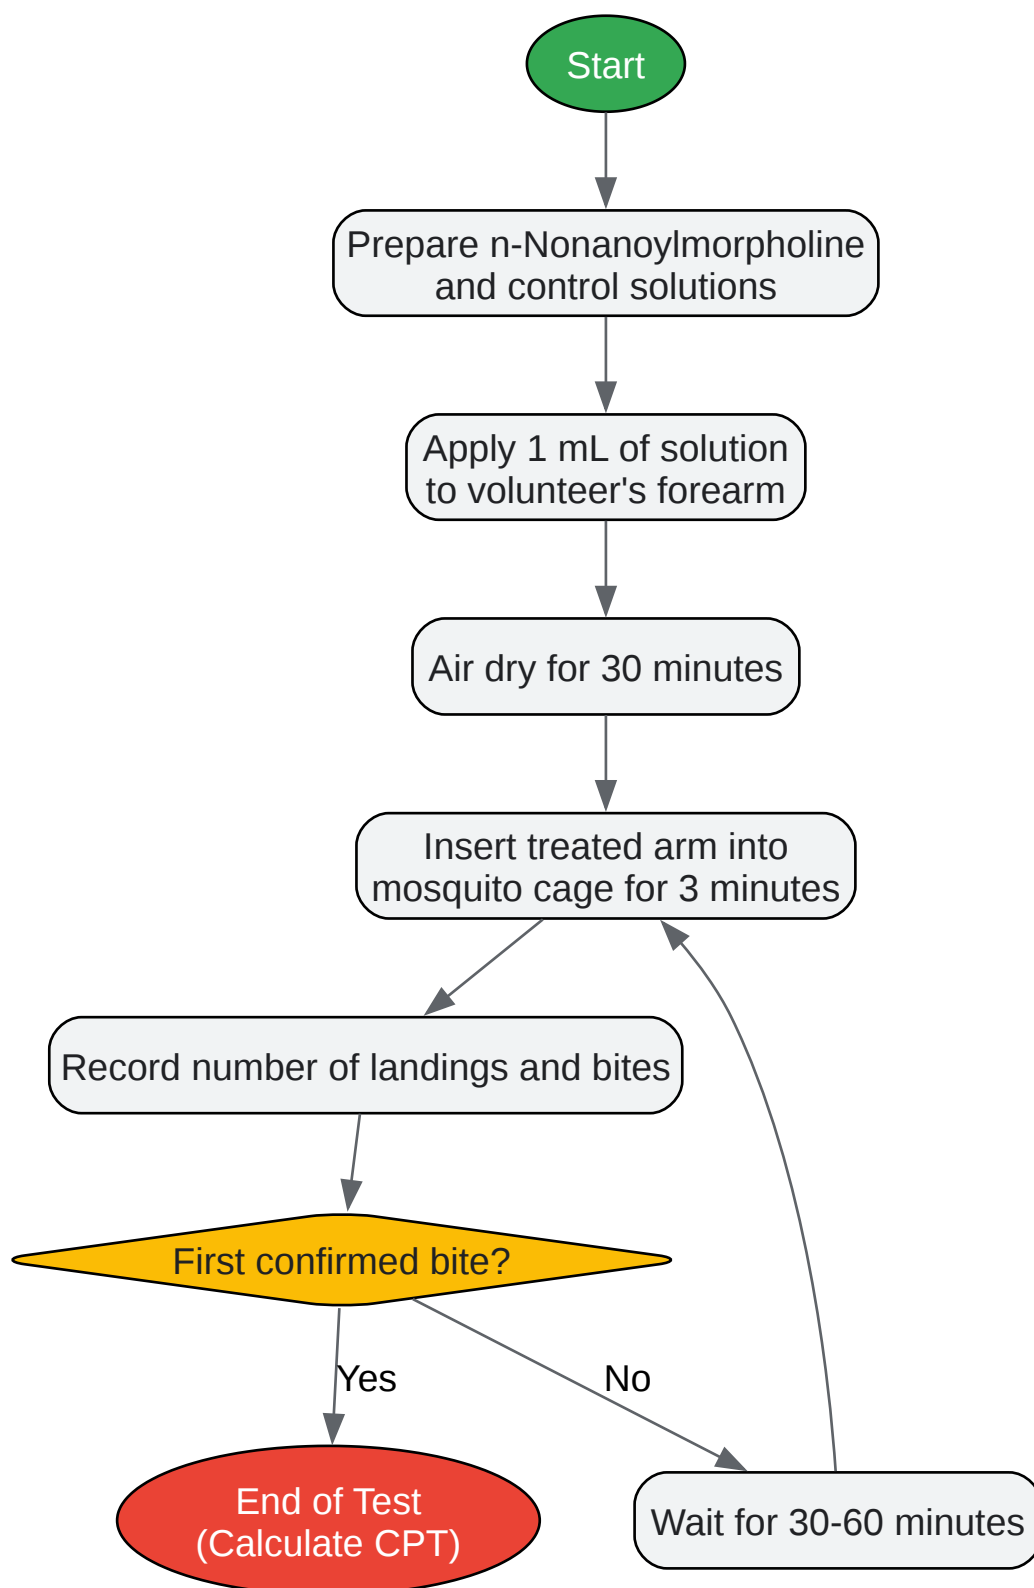 Start
Prepare n-Nonanoylmorpholine
and control solutions
Apply 1 mL of solution
to volunteer's forearm
Air dry for 30 minutes
Insert treated arm into
mosquito cage for 3 minutes
Record number of landings and bites
First confirmed bite?
Yes
No
End of Test
(Calculate CPT)
Wait for 30-60 minutes